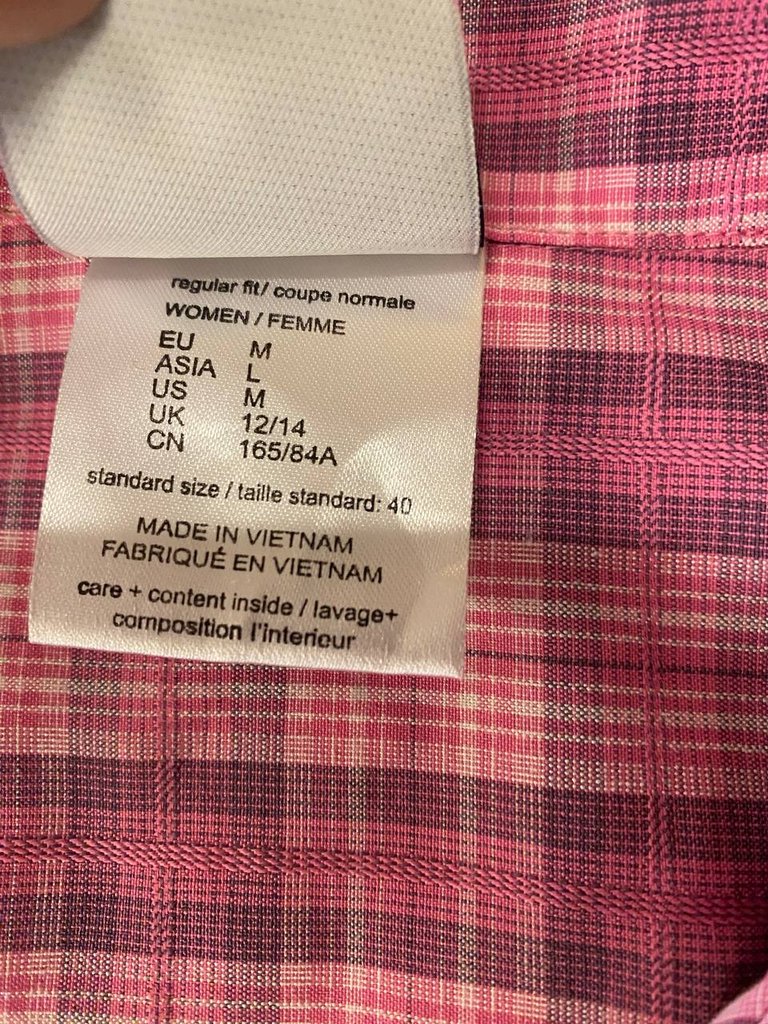 regular fit/ coupe normale
WOMEN / FEMME
EU M
ASIA L
US M
UK 12/14
CN 165/84A
standard size / taille standard: 40
MADE IN VIETNAM
FABRIQUÉ EN VIETNAM
care + content inside / lavage+
composition l'interieur